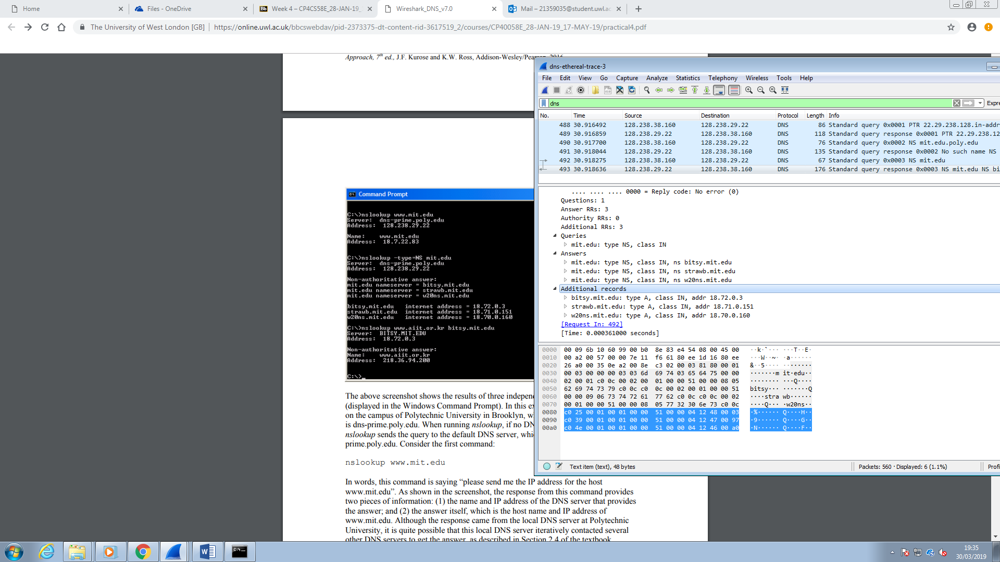 Home
Files - OneDrive
Bb Week 4 – CP4CS58E_28-JAN-19_
Wireshark_DNS_v7.0
Mail – 21359035@student.uwl.ac
The University of West London [GB]
https://online.uwl.ac.uk/bbcswebdav/pid-2373375-dt-content-rid-3617519_2/courses/CP40058E_28-JAN-19_17-MAY-19/practical4.pdf
Approach, 7th ed., J.F. Kurose and K.W. Ross, Addison-Wesley/Pearson, 2016
Command Prompt
C:\>nslookup www.mit.edu
Server: dns-prime.poly.edu
Address: 128.238.29.22
Name: www.mit.edu
Address: 18.7.22.83
C:\>nslookup -type=NS mit.edu
Server: dns-prime.poly.edu
Address: 128.238.29.22
Non-authoritative answer:
mit.edu nameserver = bitsy.mit.edu
mit.edu nameserver = strawb.mit.edu
mit.edu nameserver = w20ns.mit.edu
bitsy.mit.edu internet address = 18.72.0.3
strawb.mit.edu internet address = 18.71.0.151
w20ns.mit.edu internet address = 18.70.0.160
C:\>nslookup www.aiit.or.kr bitsy.mit.edu
Server: BITSY.MIT.EDU
Address: 18.72.0.3
Non-authoritative answer:
Name: www.aiit.or.kr
Address: 218.36.94.200
C:\>_
The above screenshot shows the results of three indepen
(displayed in the Windows Command Prompt). In this ex
on the campus of Polytechnic University in Brooklyn, w
is dns-prime.poly.edu. When running nslookup, if no DN
nslookup sends the query to the default DNS server, whic
prime.poly.edu. Consider the first command:
nslookup www.mit.edu
In words, this command is saying “please send me the IP address for the host
www.mit.edu”. As shown in the screenshot, the response from this command provides
two pieces of information: (1) the name and IP address of the DNS server that provides
the answer; and (2) the answer itself, which is the host name and IP address of
www.mit.edu. Although the response came from the local DNS server at Polytechnic
University, it is quite possible that this local DNS server iteratively contacted several
other DNS servers to get the answer, as described in Section 2.4 of the textbook.
dns-ethereal-trace-3
File Edit View Go Capture Analyze Statistics Telephony Wireless Tools Help
dns
Expre
No. Time Source Destination Protocol Length Info
488 30.916492 128.238.38.160 128.238.29.22 DNS 86 Standard query 0x0001 PTR 22.29.238.128.in-addr
489 30.916859 128.238.29.22 128.238.38.160 DNS 118 Standard query response 0x0001 PTR 22.29.238.12
490 30.917700 128.238.38.160 128.238.29.22 DNS 76 Standard query 0x0002 NS mit.edu.poly.edu
491 30.918044 128.238.29.22 128.238.38.160 DNS 135 Standard query response 0x0002 No such name NS
492 30.918275 128.238.38.160 128.238.29.22 DNS 67 Standard query 0x0003 NS mit.edu
493 30.918636 128.238.29.22 128.238.38.160 DNS 176 Standard query response 0x0003 NS mit.edu NS bi
.... .... .... 0000 = Reply code: No error (0)
Questions: 1
Answer RRs: 3
Authority RRs: 0
Additional RRs: 3
Queries
mit.edu: type NS, class IN
Answers
mit.edu: type NS, class IN, ns bitsy.mit.edu
mit.edu: type NS, class IN, ns strawb.mit.edu
mit.edu: type NS, class IN, ns w20ns.mit.edu
Additional records
bitsy.mit.edu: type A, class IN, addr 18.72.0.3
strawb.mit.edu: type A, class IN, addr 18.71.0.151
w20ns.mit.edu: type A, class IN, addr 18.70.0.160
[Request In: 492]
[Time: 0.000361000 seconds]
0000 00 09 6b 10 60 99 00 b0 8e 83 e4 54 08 00 45 00 ··k·`··· ···T··E·
0010 00 a2 00 57 00 00 7e 11 f6 61 80 ee 1d 16 80 ee ···W··~· ·a······
0020 26 a0 00 35 0e a2 00 8e c3 02 00 03 81 80 00 01 &··5···· ········
0030 00 03 00 00 00 03 03 6d 69 74 03 65 64 75 00 00 ·······m it·edu··
0040 02 00 01 c0 0c 00 02 00 01 00 00 51 00 00 08 05 ········ ···Q····
0050 62 69 74 73 79 c0 0c c0 0c 00 02 00 01 00 00 51 bitsy··· ·······Q
0060 00 00 09 06 73 74 72 61 77 62 c0 0c c0 0c 00 02 ····stra wb······
0070 00 01 00 00 51 00 00 08 05 77 32 30 6e 73 c0 0c ····Q··· ·w20ns··
0080 c0 25 00 01 00 01 00 00 51 00 00 04 12 48 00 03 ·%······ Q····H··
0090 c0 39 00 01 00 01 00 00 51 00 00 04 12 47 00 97 ·9······ Q····G··
00a0 c0 4e 00 01 00 01 00 00 51 00 00 04 12 46 00 a0 ·N······ Q····F··
Text item (text), 48 bytes
Packets: 560 · Displayed: 6 (1.1%)
Profi
19:35
30/03/2019